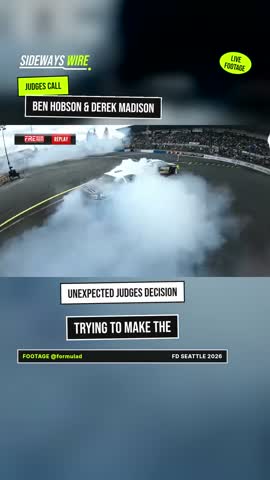 SIDEWAYS WIRE
LIVE
FOOTAGE
JUDGES CALL
BEN HOBSON & DEREK MADISON
REPLAY
UNEXPECTED JUDGES DECISION
TRYING TO MAKE THE
FOOTAGE @formulad
FD SEATTLE 2026